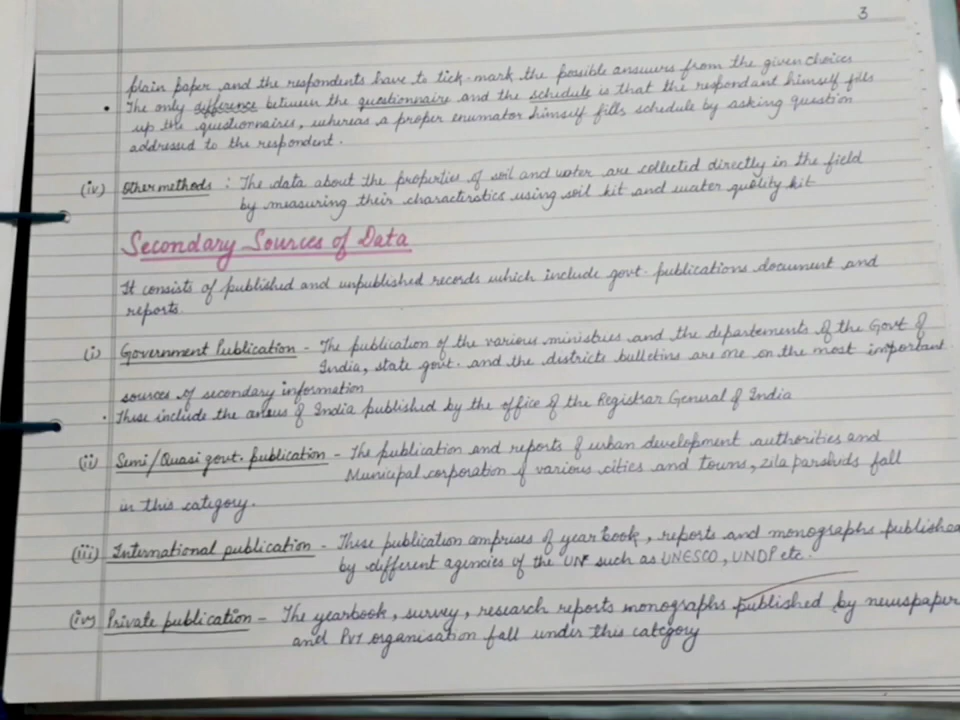 3
plain paper and the respondents have to tick-mark the possible answers from the given choices
• The only difference between the questionnaire and the schedule is that the respondant himself fills
up the questionnaires, whereas a proper enumator himself fills schedule by asking question
addressed to the respondent.
(iv) Other methods : The data about the properties of soil and water are collected directly in the field
by measuring their characteristics using soil kit and water quality kit
Secondary Sources of Data
It consists of published and unpublished records which include govt. publications document and
reports.
(i) Government Publication - The publication of the various ministries and the departements of the Govt of
India, state govt. and the districts bulletins are one on the most important
sources of secondary information
• These include the published by the office of the Registrar General of India
(ii) Semi/Quasi govt. publication - The publication and reports of urban development authorities and
Municipal corporation of various cities and towns, zila parshids fall
in this category.
(iii) International publication - These publication comprises of year book, reports and monographs published
by different agencies of the UN such as UNESCO, UNDP etc.
(iv) Private publication - The yearbook, survey, research reports monographs published by newspaper
and Pvt organisation fall under this category